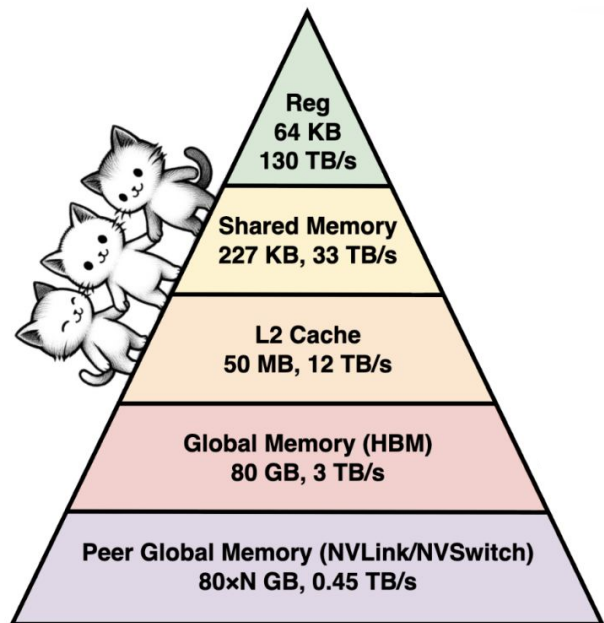 Reg
64 KB
130 TB/s
Shared Memory
227 KB, 33 TB/s
L2 Cache
50 MB, 12 TB/s
Global Memory (HBM)
80 GB, 3 TB/s
Peer Global Memory (NVLink/NVSwitch)
80×N GB, 0.45 TB/s